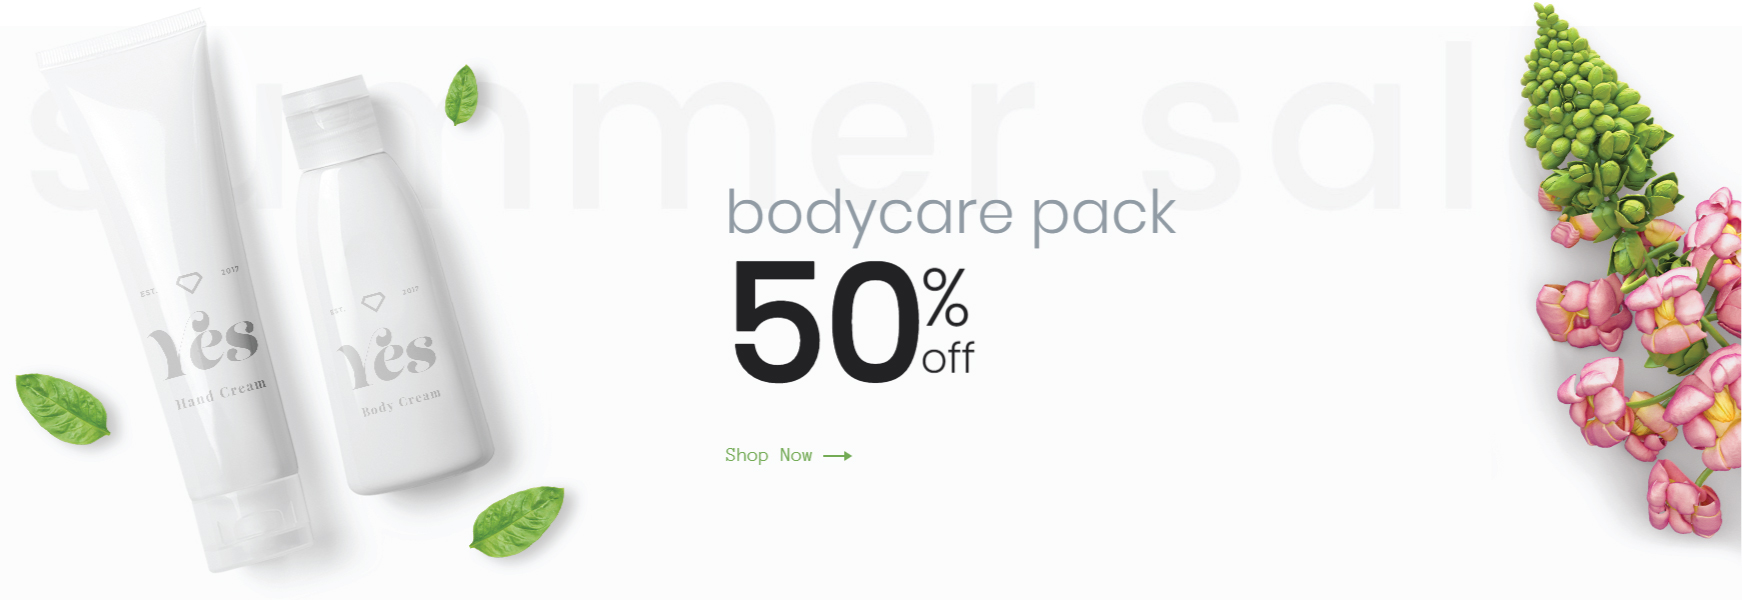 summer sale
bodycare pack
50%
off
Shop Now
EST. 2017
Yes
Hand Cream
EST. 2017
Yes
Body Cream